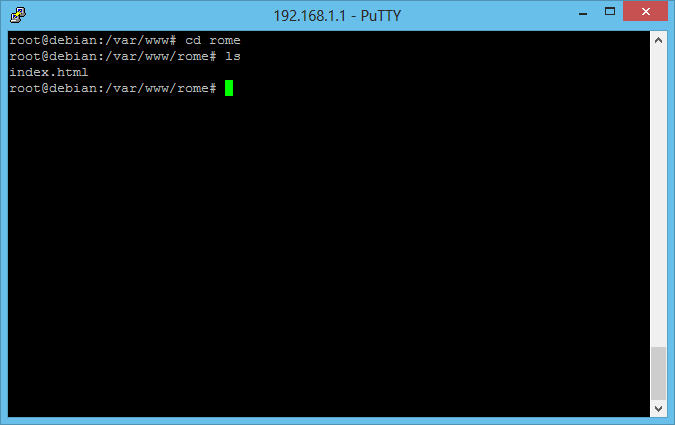 192.168.1.1 - PuTTY
root@debian:/var/www# cd rome
root@debian:/var/www/rome# ls
index.html
root@debian:/var/www/rome#